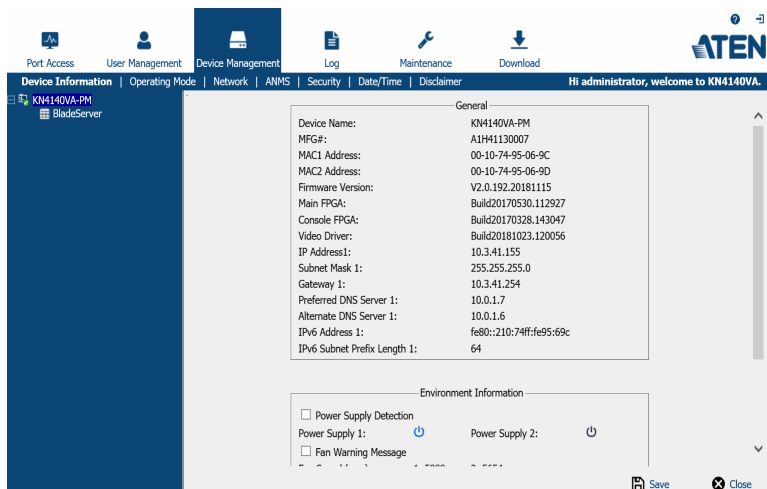 ATEN
Port Access User Management Device Management Log Maintenance Download
Device Information | Operating Mode | Network | ANMS | Security | Date/Time | Disclaimer Hi administrator, welcome to KN4140VA.
KN4140VA-PM
BladeServer
General
Device Name: KN4140VA-PM
MFG#: A1H41130007
MAC1 Address: 00-10-74-95-06-9C
MAC2 Address: 00-10-74-95-06-9D
Firmware Version: V2.0.192.20181115
Main FPGA: Build20170530.112927
Console FPGA: Build20170328.143047
Video Driver: Build20181023.120056
IP Address1: 10.3.41.155
Subnet Mask 1: 255.255.255.0
Gateway 1: 10.3.41.254
Preferred DNS Server 1: 10.0.1.7
Alternate DNS Server 1: 10.0.1.6
IPv6 Address 1: fe80::210:74ff:fe95:69c
IPv6 Subnet Prefix Length 1: 64
Environment Information
Power Supply Detection
Power Supply 1: Power Supply 2:
Fan Warning Message
Save Close